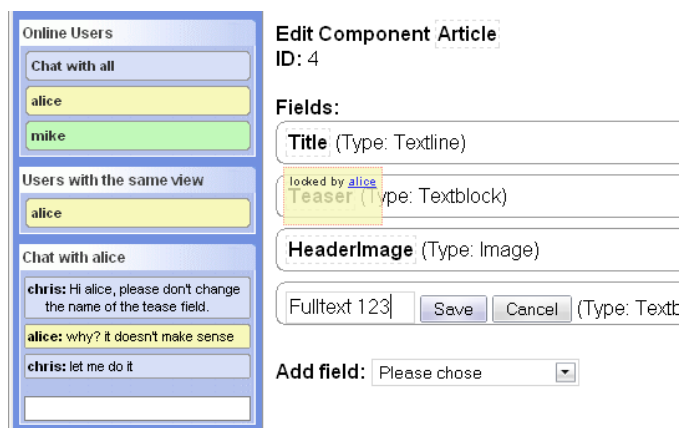 Online Users
Chat with all
alice
mike
Users with the same view
alice
Chat with alice
chris: Hi alice, please don't change
the name of the tease field.
alice: why? it doesn't make sense
chris: let me do it
Edit Component Article
ID: 4
Fields:
Title (Type: Textline)
locked by alice
Teaser (Type: Textblock)
HeaderImage (Type: Image)
Fulltext 123 Save Cancel (Type: Textb
Add field: Please chose